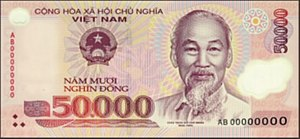 CỘNG HÒA XÃ HỘI CHỦ NGHĨA
VIỆT NAM
50000
AB 00000000
NĂM MƯƠI
NGHÌN ĐỒNG
50000
AB 00000000